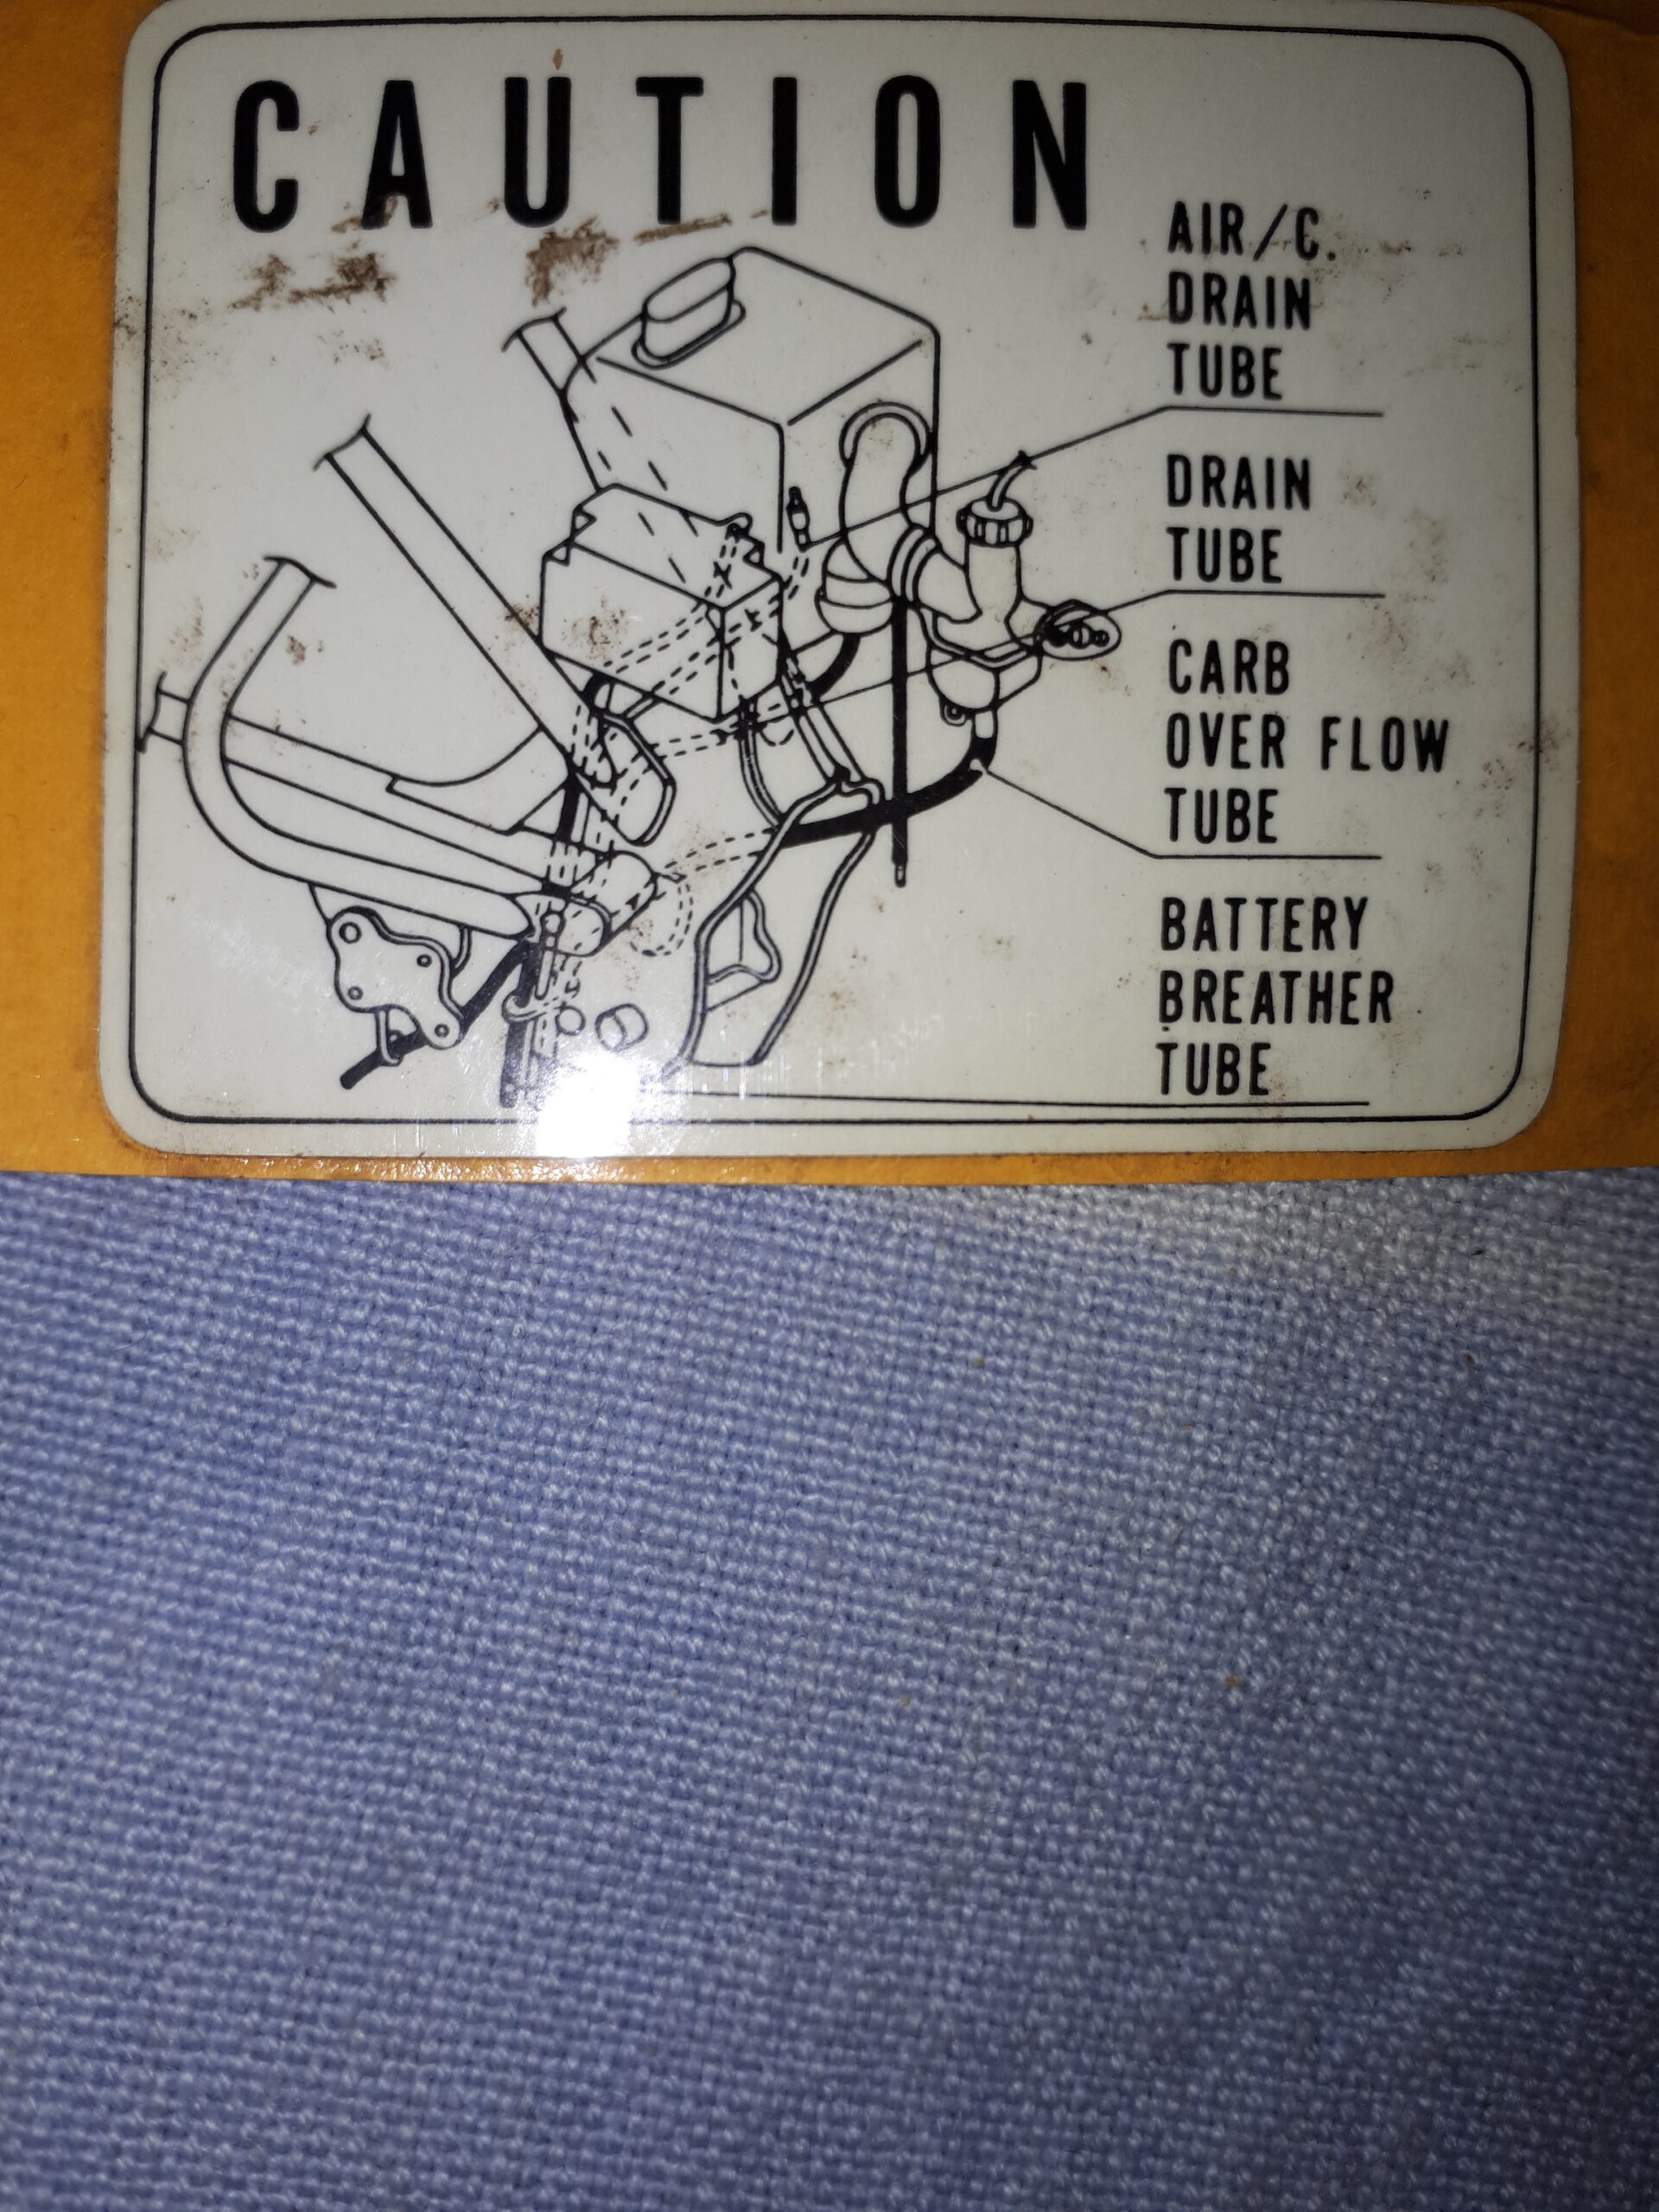 CAUTION
AIR/C.
DRAIN
TUBE
DRAIN
TUBE
CARB
OVER FLOW
TUBE
BATTERY
BREATHER
TUBE